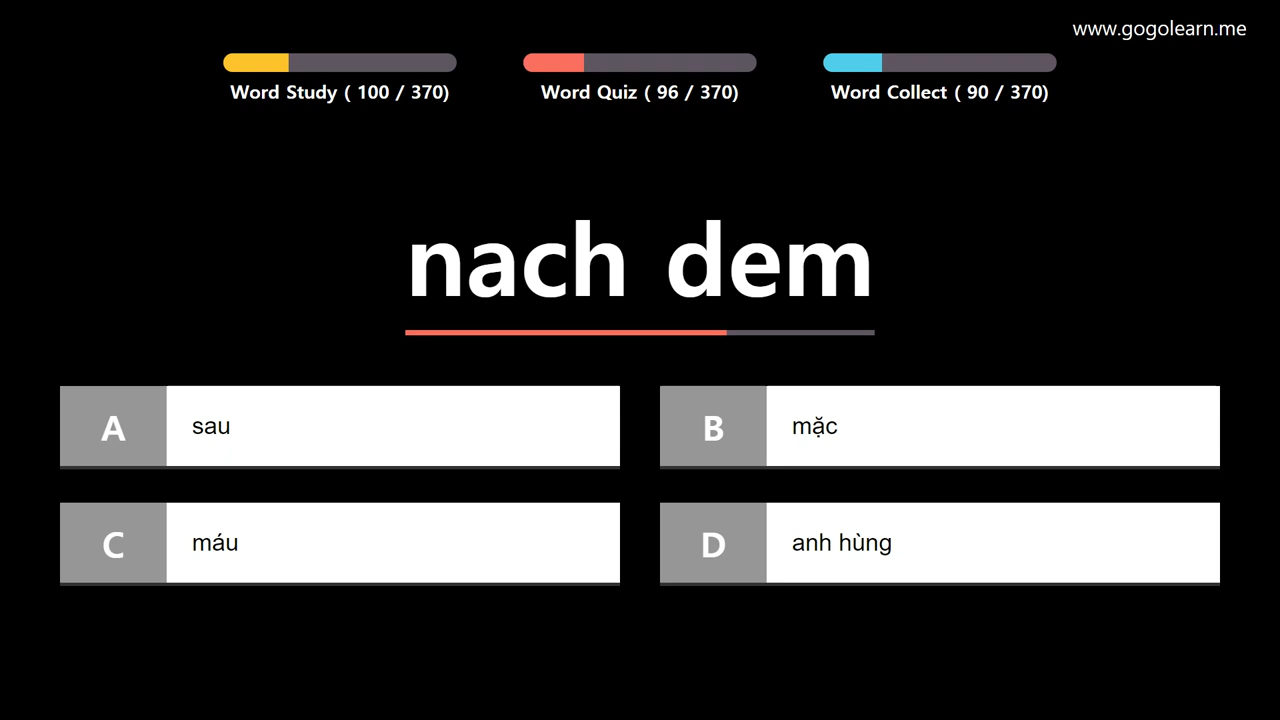 www.gogolearn.me
Word Study ( 100 / 370)
Word Quiz ( 96 / 370)
Word Collect ( 90 / 370)
nach dem
A sau
B mặc
C máu
D anh hùng